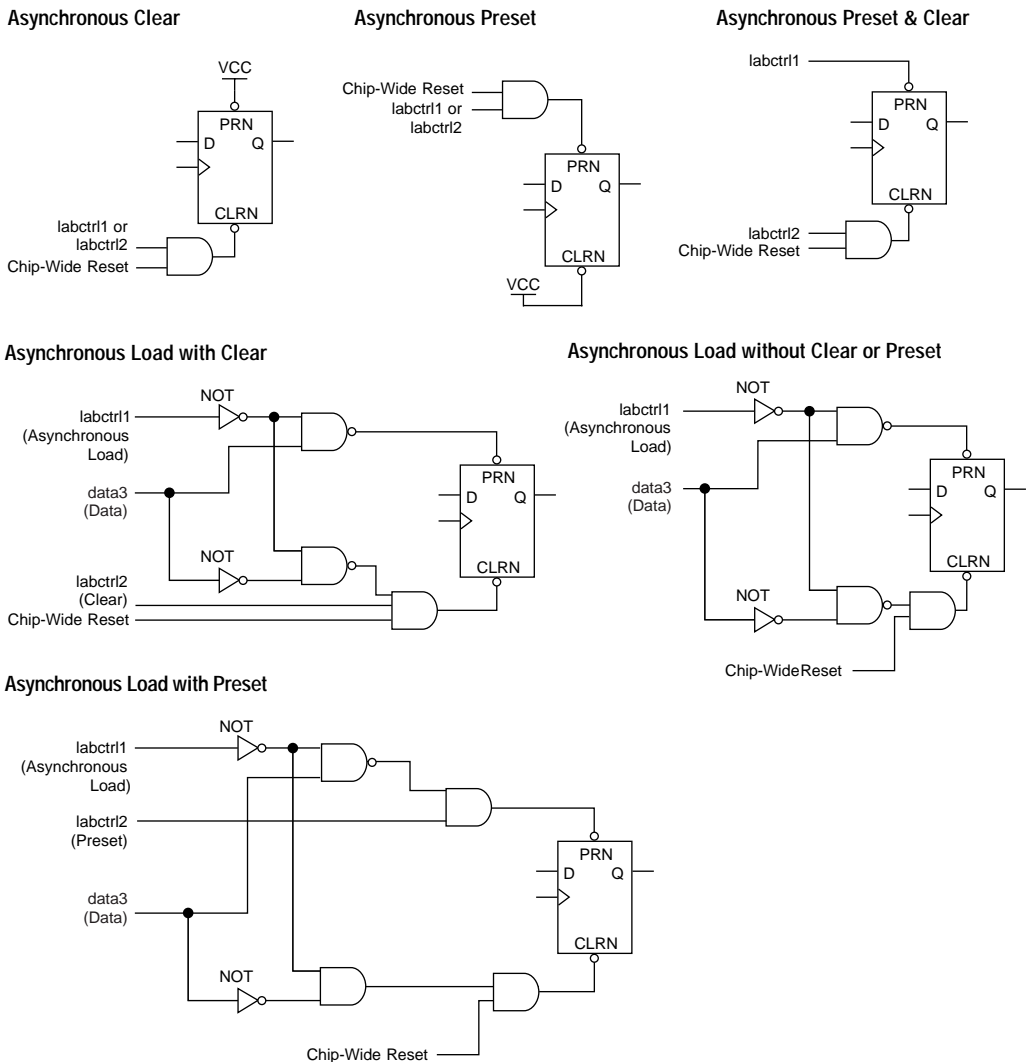 Asynchronous Clear
VCC
PRN
D Q
CLRN
labctrl1 or
labctrl2
Chip-Wide Reset
Asynchronous Preset
Chip-Wide Reset
labctrl1 or
labctrl2
PRN
D Q
CLRN
VCC
Asynchronous Preset & Clear
labctrl1
PRN
D Q
CLRN
labctrl2
Chip-Wide Reset
Asynchronous Load with Clear
NOT
labctrl1
(Asynchronous
Load)
PRN
D Q
data3
(Data)
NOT
CLRN
labctrl2
(Clear)
Chip-Wide Reset
Asynchronous Load without Clear or Preset
NOT
labctrl1
(Asynchronous
Load)
PRN
D Q
data3
(Data)
CLRN
NOT
Chip-WideReset
Asynchronous Load with Preset
NOT
labctrl1
(Asynchronous
Load)
labctrl2
(Preset)
PRN
D Q
data3
(Data)
CLRN
NOT
Chip-Wide Reset